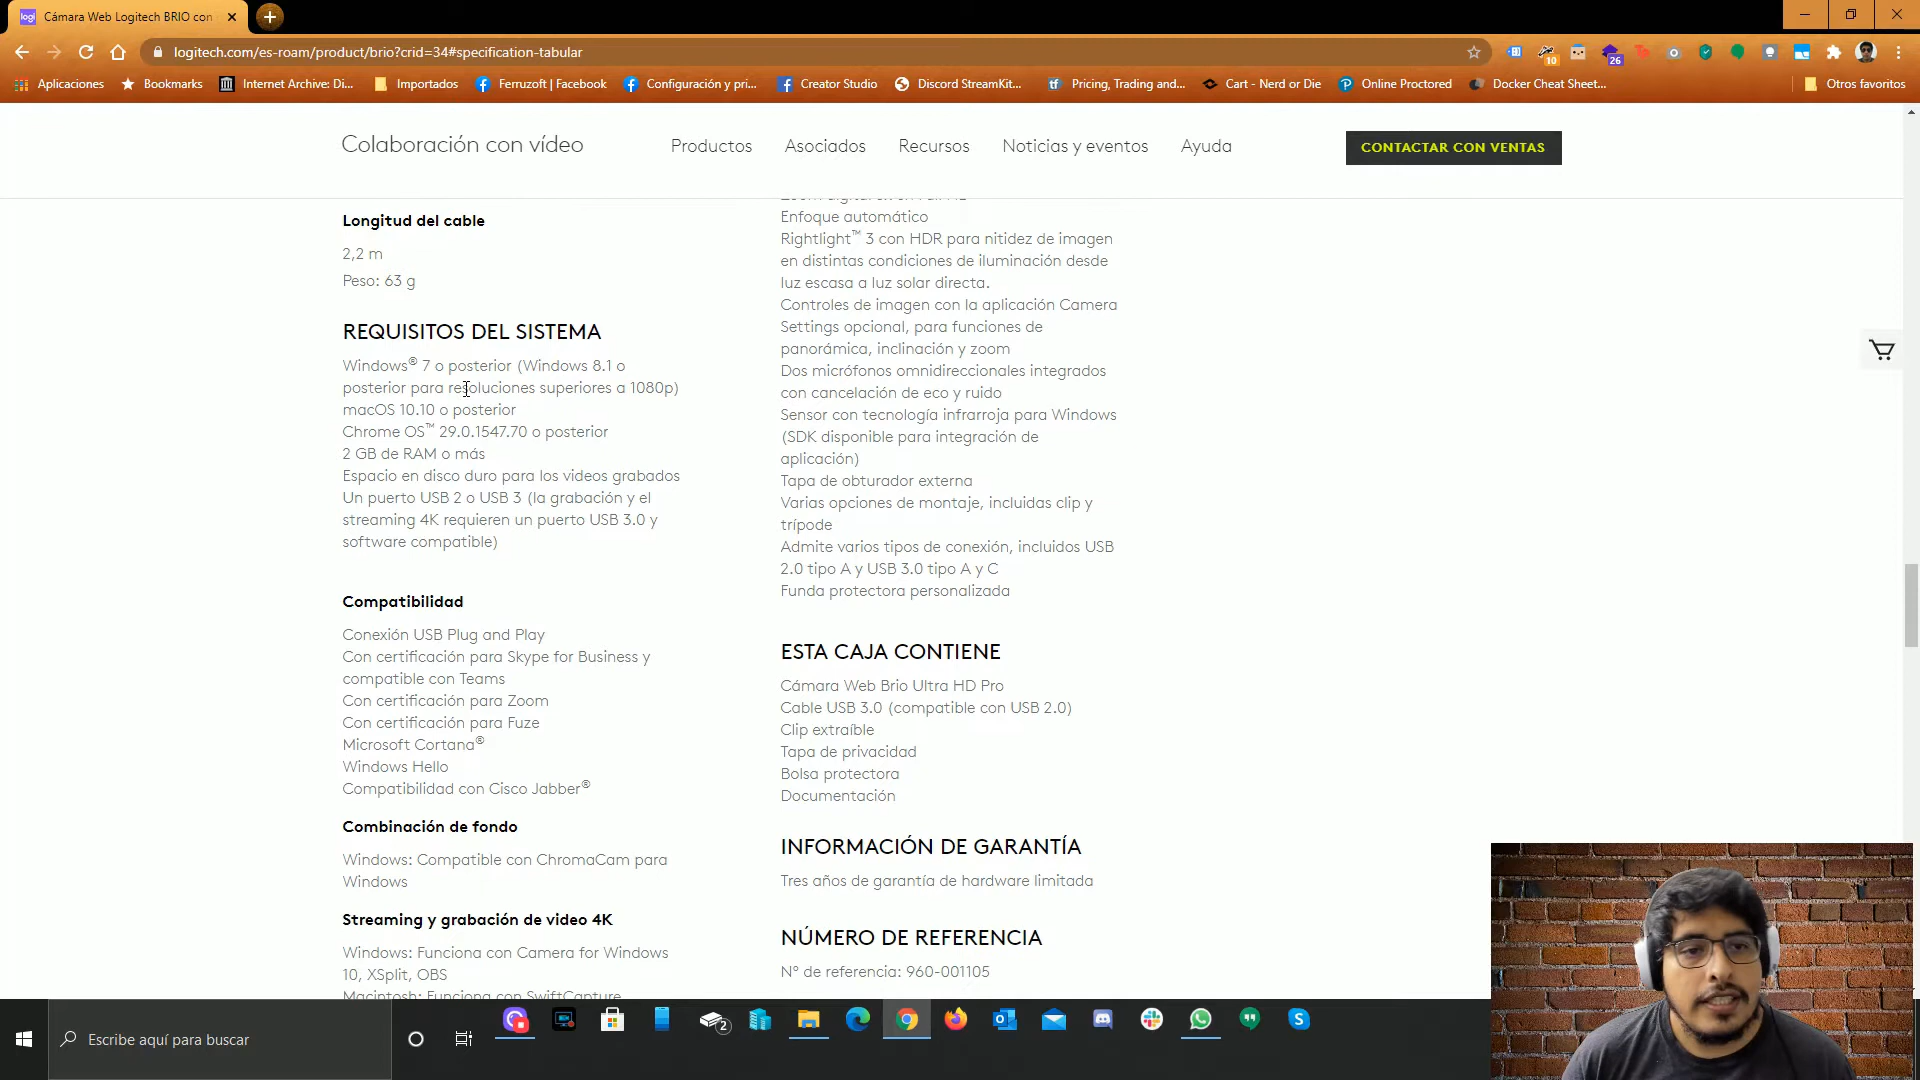 Cámara Web Logitech BRIO con
logitech.com/es-roam/product/brio?crid=34#specification-tabular
10
26
Aplicaciones
Bookmarks
Internet Archive: Di...
Importados
Ferruzoft | Facebook
Configuración y pri...
Creator Studio
Discord StreamKit...
Pricing, Trading and...
Cart - Nerd or Die
Online Proctored
Docker Cheat Sheet...
Otros favoritos
Colaboración con vídeo
Productos
Asociados
Recursos
Noticias y eventos
Ayuda
CONTACTAR CON VENTAS
Longitud del cable
2,2 m
Peso: 63 g
REQUISITOS DEL SISTEMA
Windows® 7 o posterior (Windows 8.1 o
posterior para resoluciones superiores a 1080p)
macOS 10.10 o posterior
Chrome OS™ 29.0.1547.70 o posterior
2 GB de RAM o más
Espacio en disco duro para los videos grabados
Un puerto USB 2 o USB 3 (la grabación y el
streaming 4K requieren un puerto USB 3.0 y
software compatible)
Compatibilidad
Conexión USB Plug and Play
Con certificación para Skype for Business y
compatible con Teams
Con certificación para Zoom
Con certificación para Fuze
Microsoft Cortana®
Windows Hello
Compatibilidad con Cisco Jabber®
Combinación de fondo
Windows: Compatible con ChromaCam para
Windows
Streaming y grabación de video 4K
Windows: Funciona con Camera for Windows
10, XSplit, OBS
Macintosh: Funciona con SwiftCapture
Enfoque automático
Rightlight™ 3 con HDR para nitidez de imagen
en distintas condiciones de iluminación desde
luz escasa a luz solar directa.
Controles de imagen con la aplicación Camera
Settings opcional, para funciones de
panorámica, inclinación y zoom
Dos micrófonos omnidireccionales integrados
con cancelación de eco y ruido
Sensor con tecnología infrarroja para Windows
(SDK disponible para integración de
aplicación)
Tapa de obturador externa
Varias opciones de montaje, incluidas clip y
trípode
Admite varios tipos de conexión, incluidos USB
2.0 tipo A y USB 3.0 tipo A y C
Funda protectora personalizada
ESTA CAJA CONTIENE
Cámara Web Brio Ultra HD Pro
Cable USB 3.0 (compatible con USB 2.0)
Clip extraíble
Tapa de privacidad
Bolsa protectora
Documentación
INFORMACIÓN DE GARANTÍA
Tres años de garantía de hardware limitada
NÚMERO DE REFERENCIA
Nº de referencia: 960-001105
Escribe aquí para buscar
2